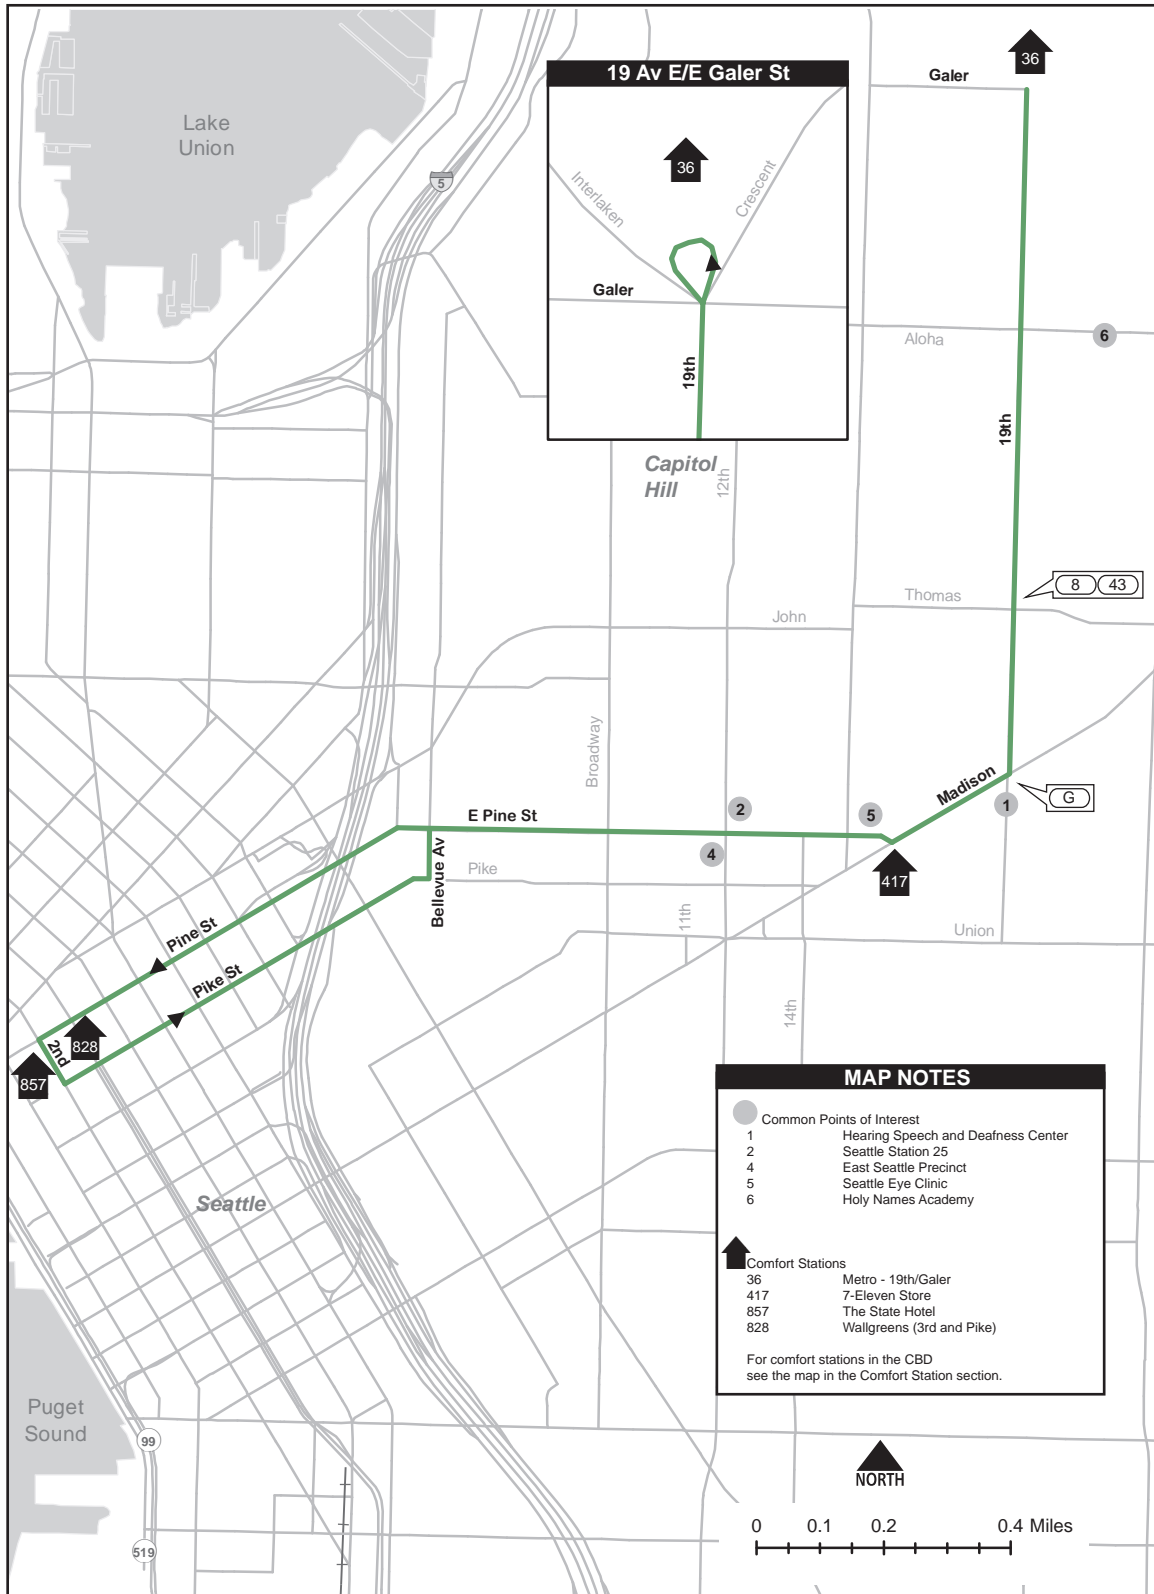 36
Galer
19 Av E/E Galer St
36
Interlaken
Crescent
Galer
19th
Lake
Union
5
Aloha
6
19th
Capitol
Hill
12th
8 43
Thomas
John
Broadway
Madison
G
1
E Pine St
2
5
4
417
Bellevue Av
Pike
11th
Union
14th
Pine St
Pike St
2nd
828
857
Seattle
MAP NOTES
Common Points of Interest
1 Hearing Speech and Deafness Center
2 Seattle Station 25
4 East Seattle Precinct
5 Seattle Eye Clinic
6 Holy Names Academy
Comfort Stations
36 Metro - 19th/Galer
417 7-Eleven Store
857 The State Hotel
828 Wallgreens (3rd and Pike)
For comfort stations in the CBD
see the map in the Comfort Station section.
Puget
Sound
99
519
NORTH
0 0.1 0.2 0.4 Miles